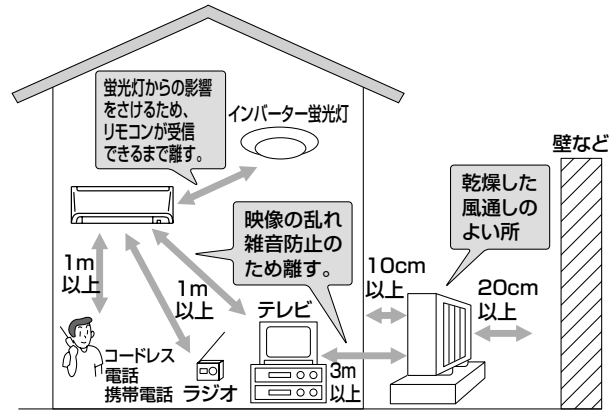 蛍光灯からの影響
をさけるため、
リモコンが受信
できるまで離す。
インバーター蛍光灯
壁など
乾燥した
風通しの
よい所
映像の乱れ
雑音防止の
ため離す。
1m
以上
1m
以上
10cm
以上
20cm
以上
テレビ
コードレス
電話
携帯電話
ラジオ
3m
以上